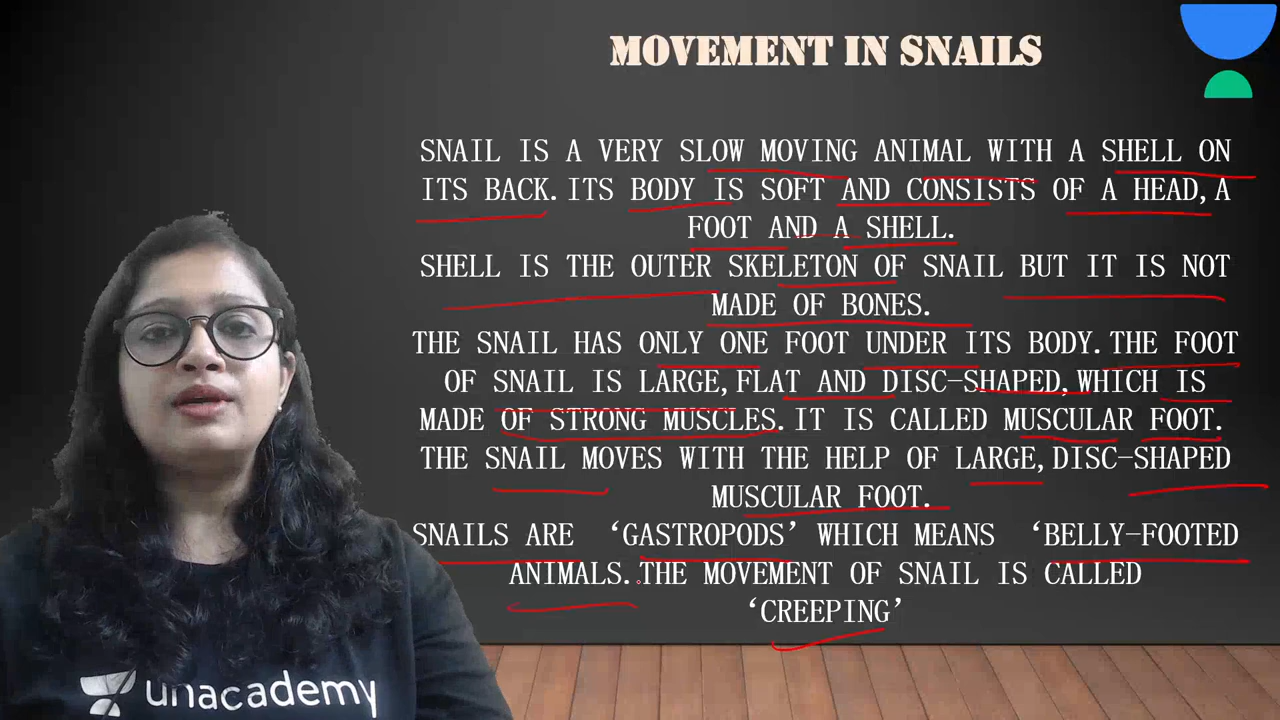 MOVEMENT IN SNAILS
SNAIL IS A VERY SLOW MOVING ANIMAL WITH A SHELL ON
ITS BACK.ITS BODY IS SOFT AND CONSISTS OF A HEAD,A
FOOT AND A SHELL.
SHELL IS THE OUTER SKELETON OF SNAIL BUT IT IS NOT
MADE OF BONES.
THE SNAIL HAS ONLY ONE FOOT UNDER ITS BODY.THE FOOT
OF SNAIL IS LARGE,FLAT AND DISC-SHAPED,WHICH IS
MADE OF STRONG MUSCLES.IT IS CALLED MUSCULAR FOOT.
THE SNAIL MOVES WITH THE HELP OF LARGE,DISC-SHAPED
MUSCULAR FOOT.
SNAILS ARE ‘GASTROPODS’ WHICH MEANS ‘BELLY-FOOTED
ANIMALS.THE MOVEMENT OF SNAIL IS CALLED
‘CREEPING’
unacademy